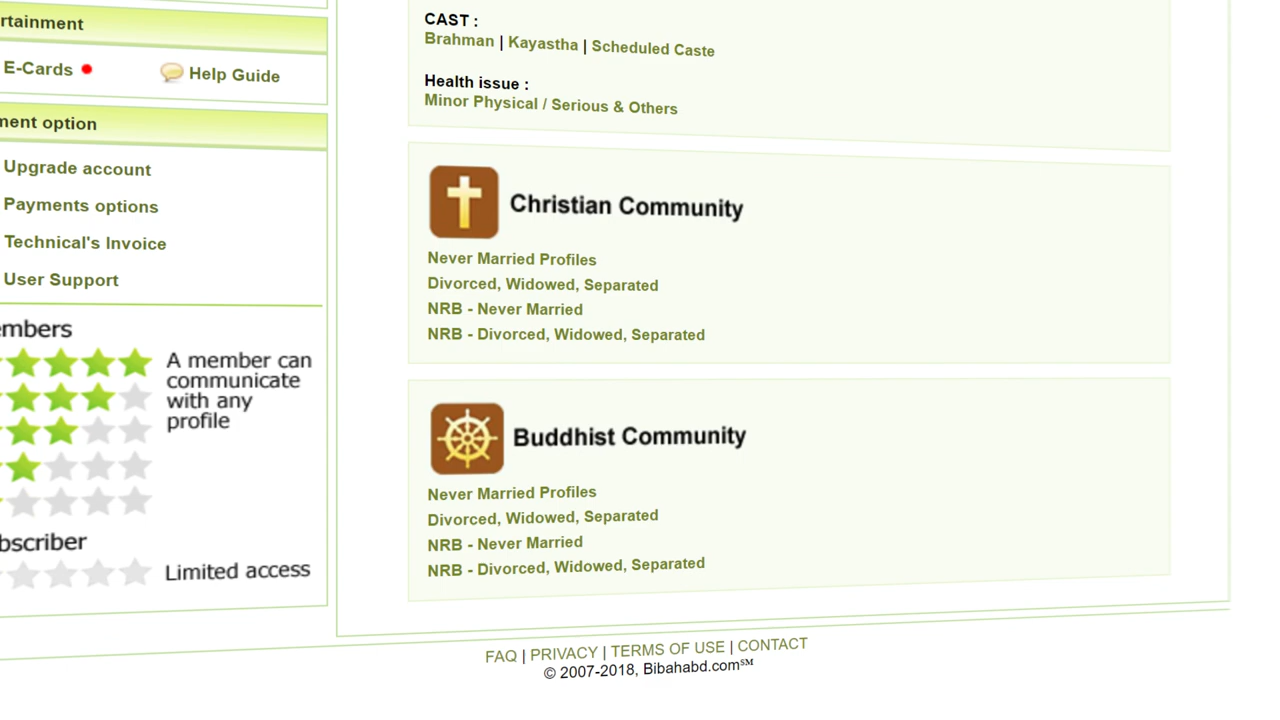 rtainment
E-Cards Help Guide
ment option
Upgrade account
Payments options
Technical's Invoice
User Support
mbers
A member can
communicate
with any
profile
bscriber
Limited access
CAST :
Brahman | Kayastha | Scheduled Caste
Health issue :
Minor Physical / Serious & Others
Christian Community
Never Married Profiles
Divorced, Widowed, Separated
NRB - Never Married
NRB - Divorced, Widowed, Separated
Buddhist Community
Never Married Profiles
Divorced, Widowed, Separated
NRB - Never Married
NRB - Divorced, Widowed, Separated
FAQ | PRIVACY | TERMS OF USE | CONTACT
© 2007-2018, Bibahabd.com℠